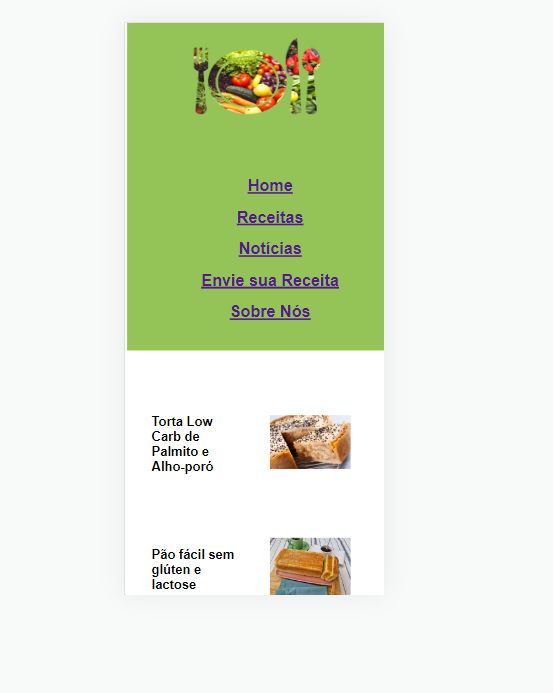 Home
Receitas
Notícias
Envie sua Receita
Sobre Nós
Torta Low
Carb de
Palmito e
Alho-poró
Pão fácil sem
glúten e
lactose